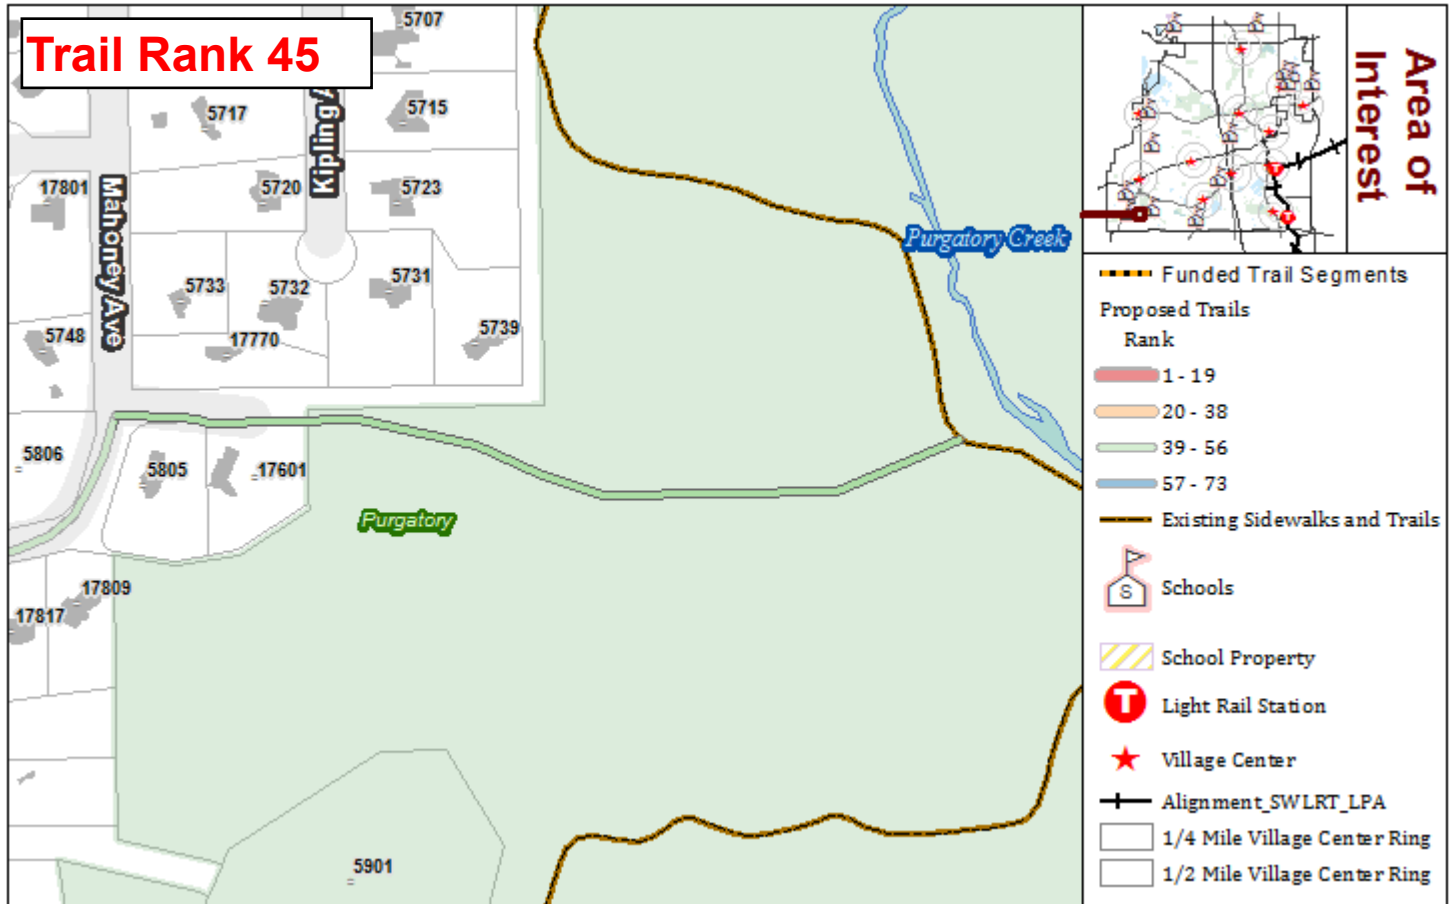 Trail Rank 45
5707
5717
5715
Kipling
17801
5720
5723
Mahoney Ave
Purgatory Creek
5733
5732
5731
5748
17770
5739
5806
5805
17601
Purgatory
17809
17817
5901
Area of
Interest
Funded Trail Segments
Proposed Trails
Rank
1 - 19
20 - 38
39 - 56
57 - 73
Existing Sidewalks and Trails
S
Schools
School Property
T
Light Rail Station
Village Center
Alignment_SWLRT_LPA
1/4 Mile Village Center Ring
1/2 Mile Village Center Ring